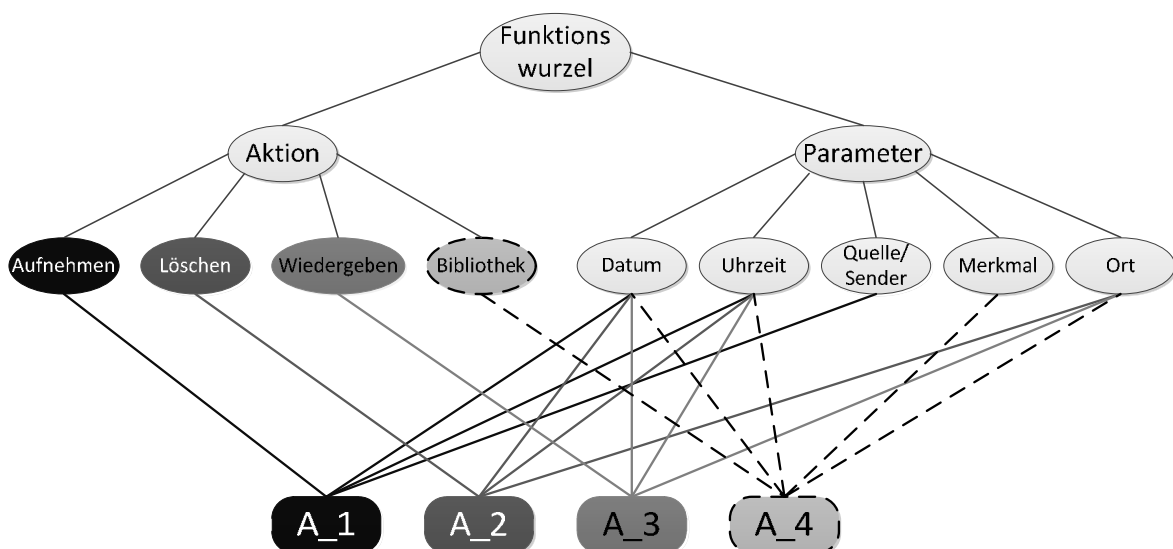 Funktions
wurzel
Aktion
Parameter
Aufnehmen
Löschen
Wiedergeben
Bibliothek
Datum
Uhrzeit
Quelle/
Sender
Merkmal
Ort
A_1
A_2
A_3
A_4